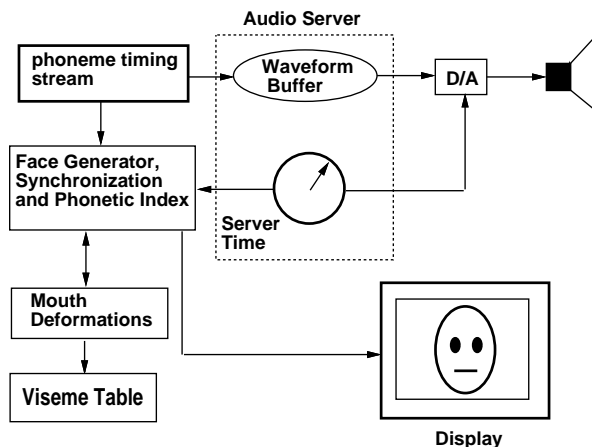 Audio Server
phoneme timing
stream
Waveform
Buffer
D/A
Face Generator,
Synchronization
and Phonetic Index
Server
Time
Mouth
Deformations
Viseme Table
Display